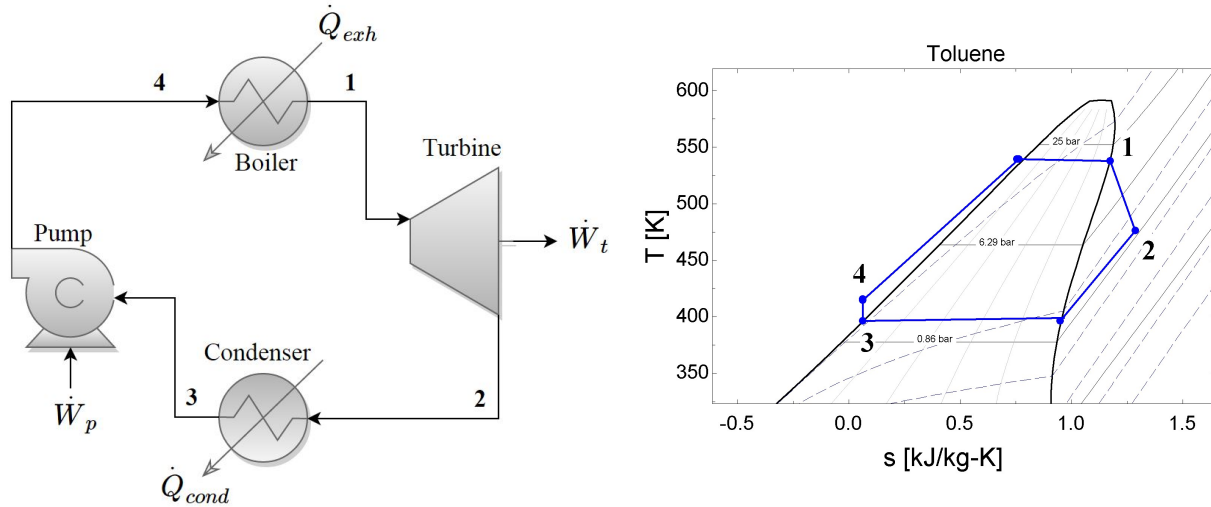 Q̇exh
4
1
Boiler
Turbine
Pump
Ẇt
Condenser
3
2
Ẇp
Q̇cond
Toluene
600
550
500
450
400
350
T [K]
25 bar
1
6.29 bar
2
4
3
0.86 bar
-0.5
0.0
0.5
1.0
1.5
s [kJ/kg-K]